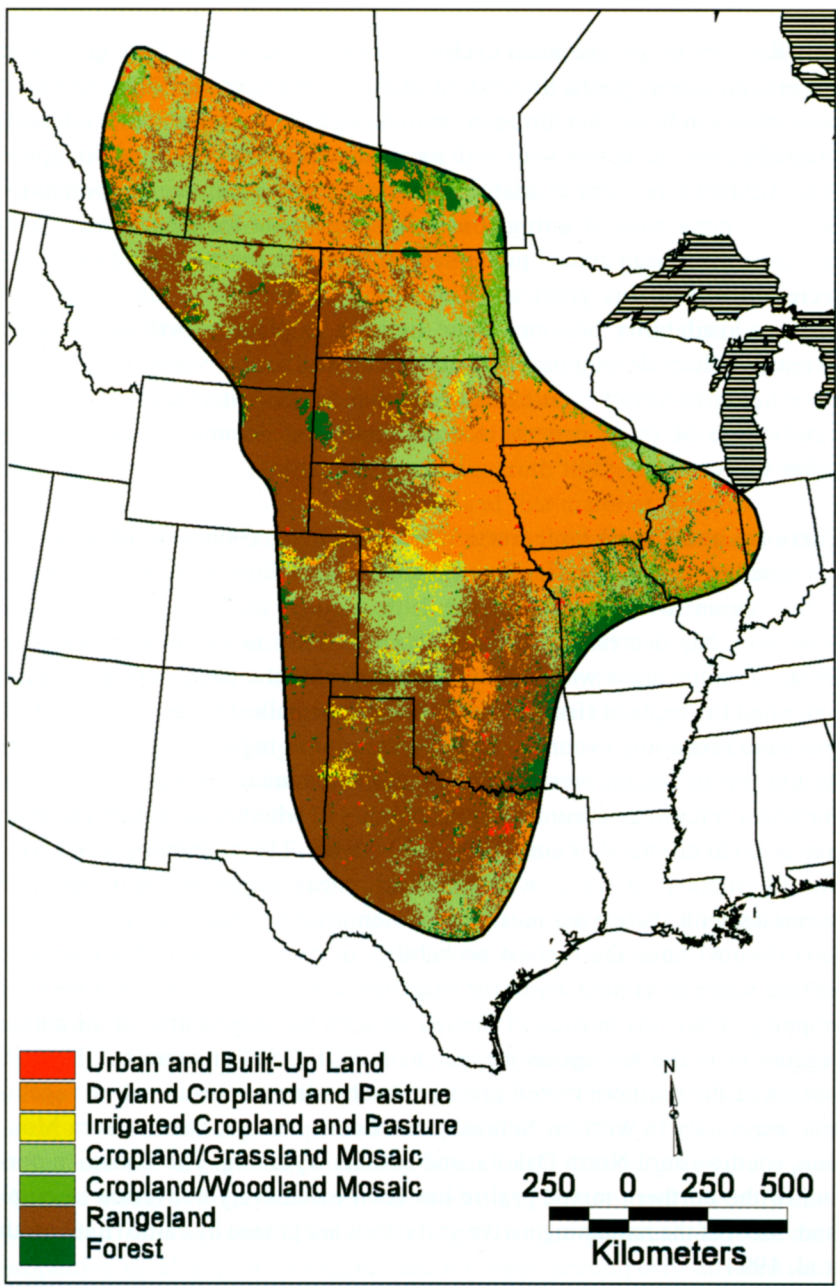 Urban and Built-Up Land
Dryland Cropland and Pasture
Irrigated Cropland and Pasture
Cropland/Grassland Mosaic
Cropland/Woodland Mosaic
Rangeland
Forest
N
250 0 250 500
Kilometers